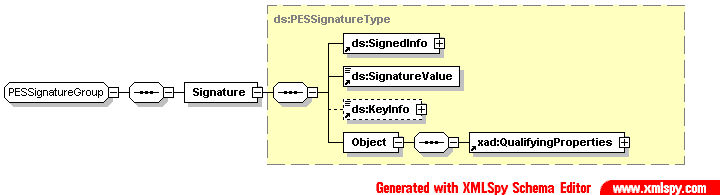 ds:PESSignatureType
ds:SignedInfo
ds:SignatureValue
PESSignatureGroup
Signature
ds:KeyInfo
Object
xad:QualifyingProperties
Generated with XMLSpy Schema Editor www.xmlspy.com